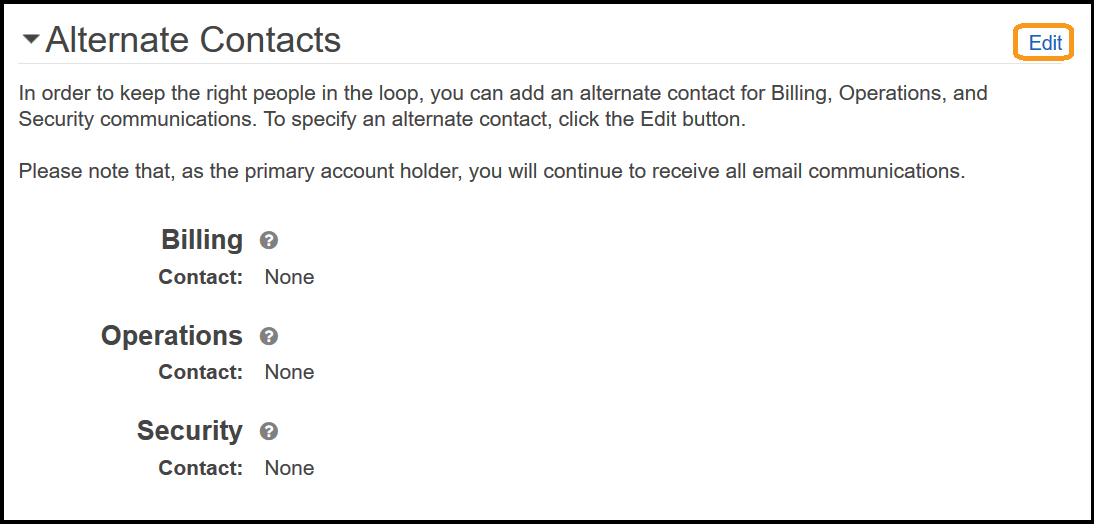 Alternate Contacts
Edit
In order to keep the right people in the loop, you can add an alternate contact for Billing, Operations, and
Security communications. To specify an alternate contact, click the Edit button.
Please note that, as the primary account holder, you will continue to receive all email communications.
Billing ?
Contact: None
Operations ?
Contact: None
Security ?
Contact: None